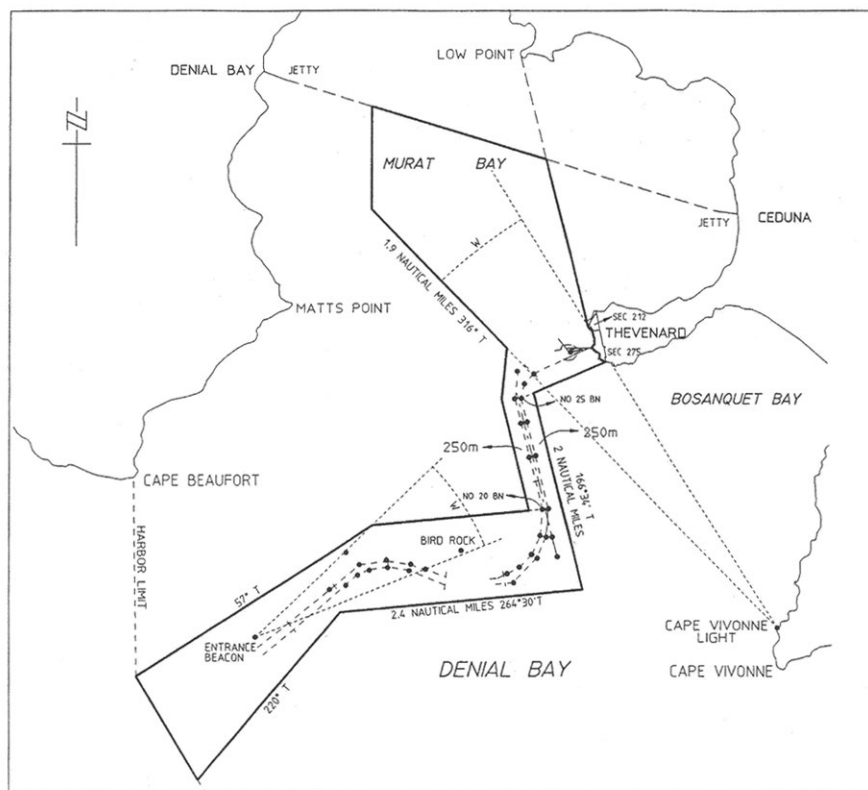 LOW POINT
DENIAL BAY
JETTY
MURAT BAY
JETTY
CEDUNA
W
1.9 NAUTICAL MILES 316° T
MATTS POINT
SEC 212
THEVENARD
SEC 275
NO 25 BN
BOSANQUET BAY
250m
250m
166°34' T
2 NAUTICAL MILES
CAPE BEAUFORT
NO 20 BN
W
BIRD ROCK
HARBOR LIMIT
57° T
2.4 NAUTICAL MILES 264°30'T
ENTRANCE
BEACON
CAPE VIVONNE
LIGHT
DENIAL BAY
CAPE VIVONNE
220° T